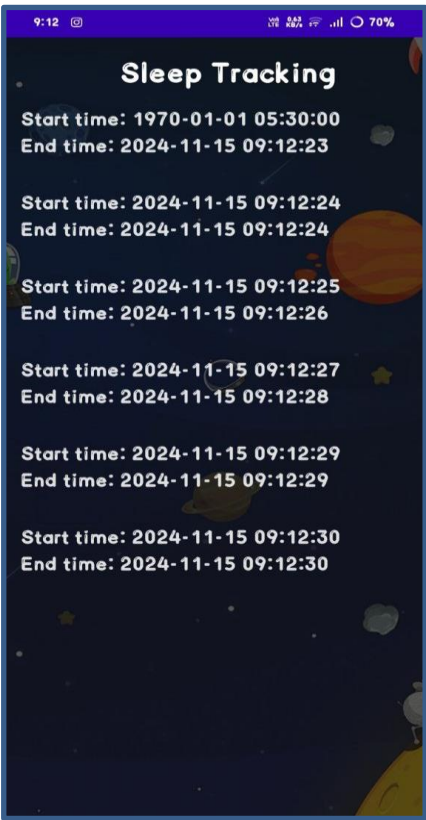 9:12 Vo) LTE 0.63 KB/s 70%
Sleep Tracking
Start time: 1970-01-01 05:30:00
End time: 2024-11-15 09:12:23
Start time: 2024-11-15 09:12:24
End time: 2024-11-15 09:12:24
Start time: 2024-11-15 09:12:25
End time: 2024-11-15 09:12:26
Start time: 2024-11-15 09:12:27
End time: 2024-11-15 09:12:28
Start time: 2024-11-15 09:12:29
End time: 2024-11-15 09:12:29
Start time: 2024-11-15 09:12:30
End time: 2024-11-15 09:12:30